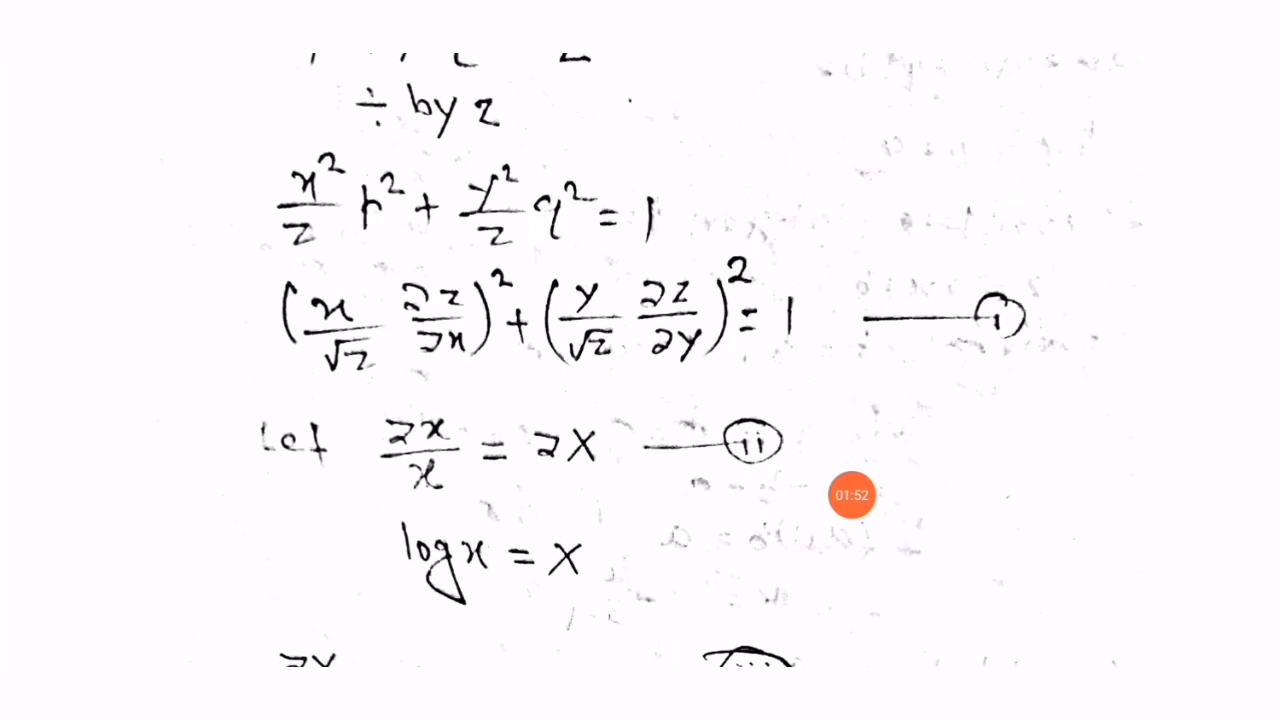 ÷ by z
x²/z p² + y²/z q² = 1
(x/√z ∂z/∂x)² + (y/√z ∂z/∂y)² = 1 —— (i)
Let ∂x/x = ∂X —— (ii)
01:52
log x = X